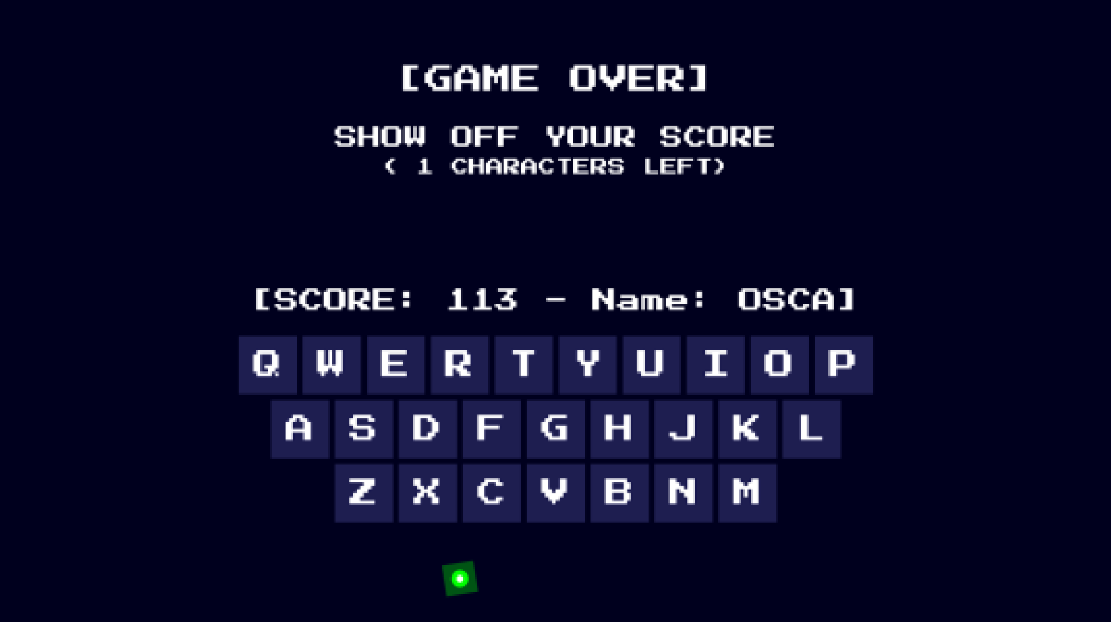 [GAME OVER]
SHOW OFF YOUR SCORE
( 1 CHARACTERS LEFT)
[SCORE: 113 - Name: OSCA]
Q W E R T Y U I O P
A S D F G H J K L
Z X C V B N M